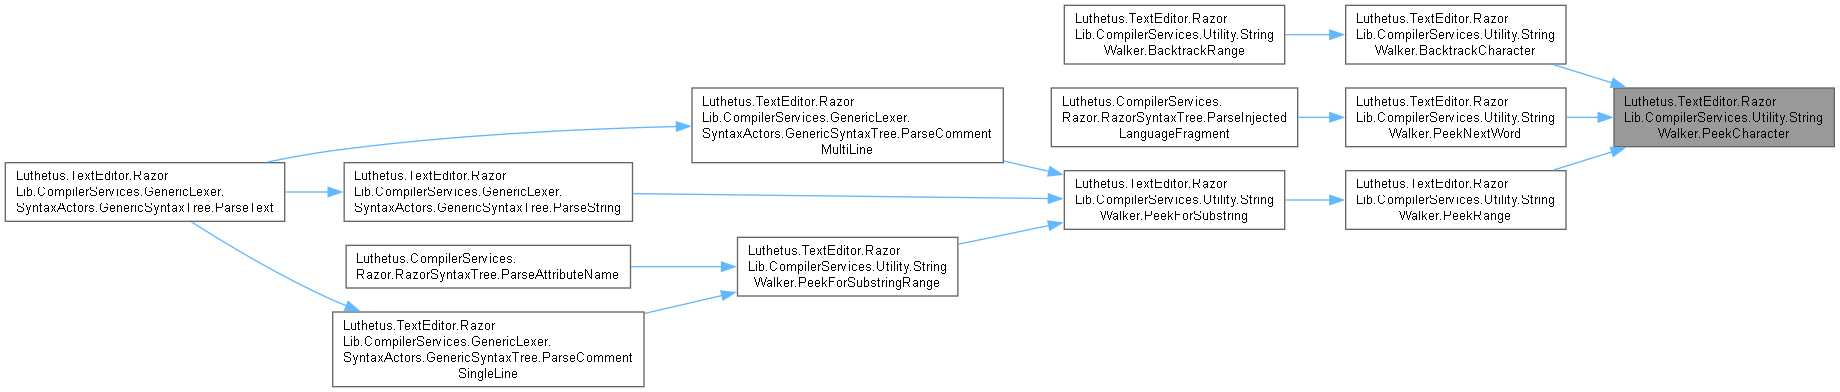 Luthetus.TextEditor.Razor
Lib.CompilerServices.Utility.String
Walker.BacktrackRange
Luthetus.TextEditor.Razor
Lib.CompilerServices.Utility.String
Walker.BacktrackCharacter
Luthetus.TextEditor.Razor
Lib.CompilerServices.GenericLexer.
SyntaxActors.GenericSyntaxTree.ParseComment
MultiLine
Luthetus.CompilerServices.
Razor.RazorSyntaxTree.ParseInjected
LanguageFragment
Luthetus.TextEditor.Razor
Lib.CompilerServices.Utility.String
Walker.PeekNextWord
Luthetus.TextEditor.Razor
Lib.CompilerServices.Utility.String
Walker.PeekCharacter
Luthetus.TextEditor.Razor
Lib.CompilerServices.GenericLexer.
SyntaxActors.GenericSyntaxTree.ParseText
Luthetus.TextEditor.Razor
Lib.CompilerServices.GenericLexer.
SyntaxActors.GenericSyntaxTree.ParseString
Luthetus.TextEditor.Razor
Lib.CompilerServices.Utility.String
Walker.PeekForSubstring
Luthetus.TextEditor.Razor
Lib.CompilerServices.Utility.String
Walker.PeekRange
Luthetus.CompilerServices.
Razor.RazorSyntaxTree.ParseAttributeName
Luthetus.TextEditor.Razor
Lib.CompilerServices.Utility.String
Walker.PeekForSubstringRange
Luthetus.TextEditor.Razor
Lib.CompilerServices.GenericLexer.
SyntaxActors.GenericSyntaxTree.ParseComment
SingleLine